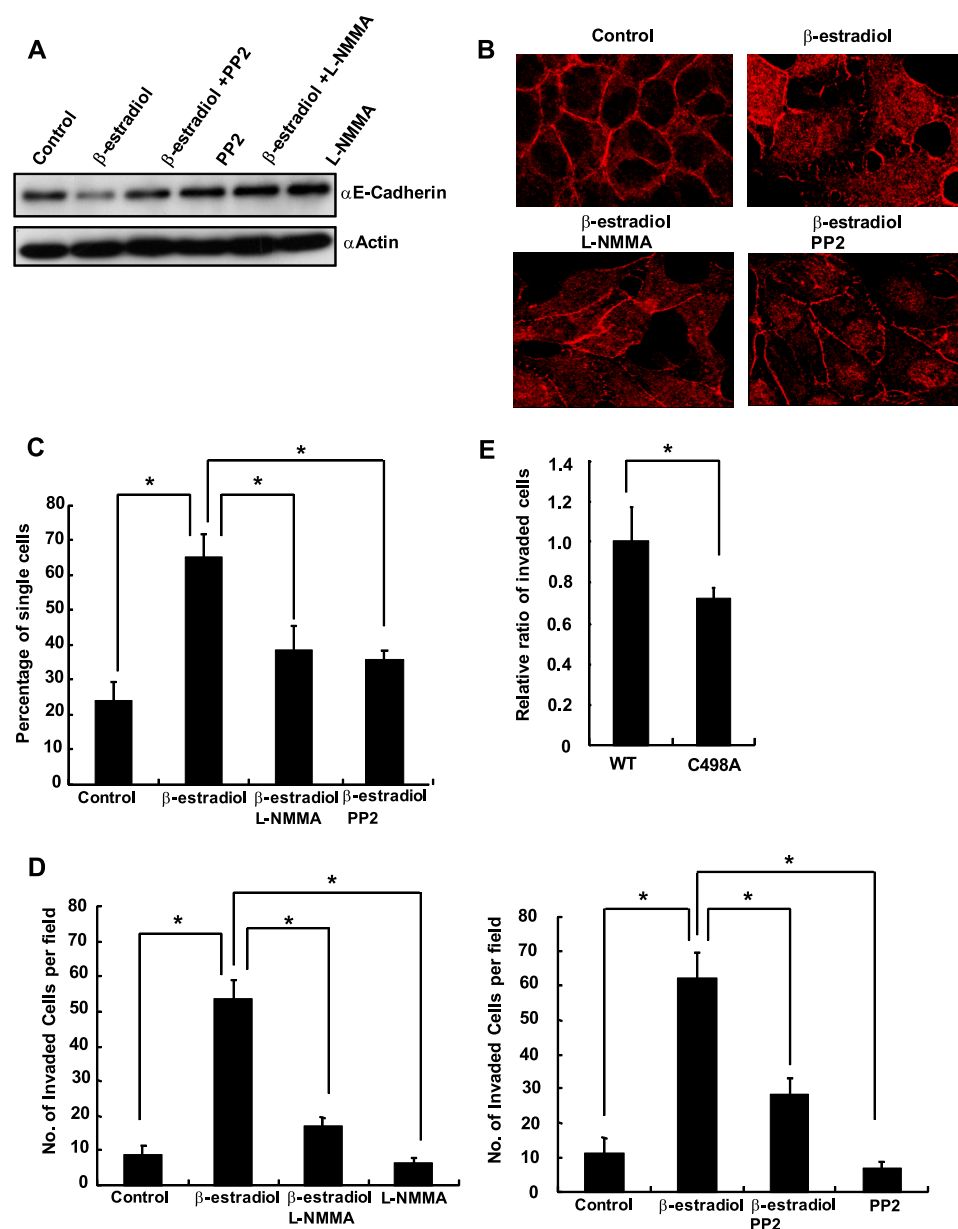 A
Control
β-estradiol
β-estradiol +PP2
PP2
β-estradiol +L-NMMA
L-NMMA
αE-Cadherin
αActin
B
Control
β-estradiol
β-estradiol
L-NMMA
β-estradiol
PP2
C
Percentage of single cells
80
70
60
50
40
30
20
10
0
*
*
*
Control
β-estradiol
β-estradiol
L-NMMA
β-estradiol
PP2
E
Relative ratio of invaded cells
1.4
1.2
1.0
0.8
0.6
0.4
0.2
0
*
WT
C498A
D
No. of Invaded Cells per field
80
70
60
50
40
30
20
10
0
*
*
*
Control
β-estradiol
β-estradiol
L-NMMA
L-NMMA
No. of Invaded Cells per field
80
70
60
50
40
30
20
10
0
*
*
*
Control
β-estradiol
β-estradiol
PP2
PP2